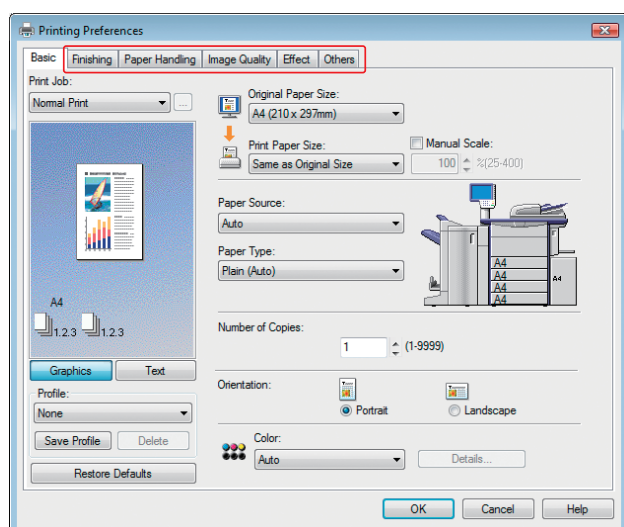 Printing Preferences
Basic Finishing Paper Handling Image Quality Effect Others
Print Job:
Normal Print ...
A4
1.2.3 1.2.3
Graphics Text
Profile:
None
Save Profile Delete
Restore Defaults
Original Paper Size:
A4 (210 x 297mm)
Print Paper Size:
Same as Original Size
Manual Scale:
100 %(25-400)
Paper Source:
Auto
Paper Type:
Plain (Auto)
A4
A4
A4
A4
A4
Number of Copies:
1 (1-9999)
Orientation:
Portrait Landscape
Color:
Auto Details...
OK Cancel Help